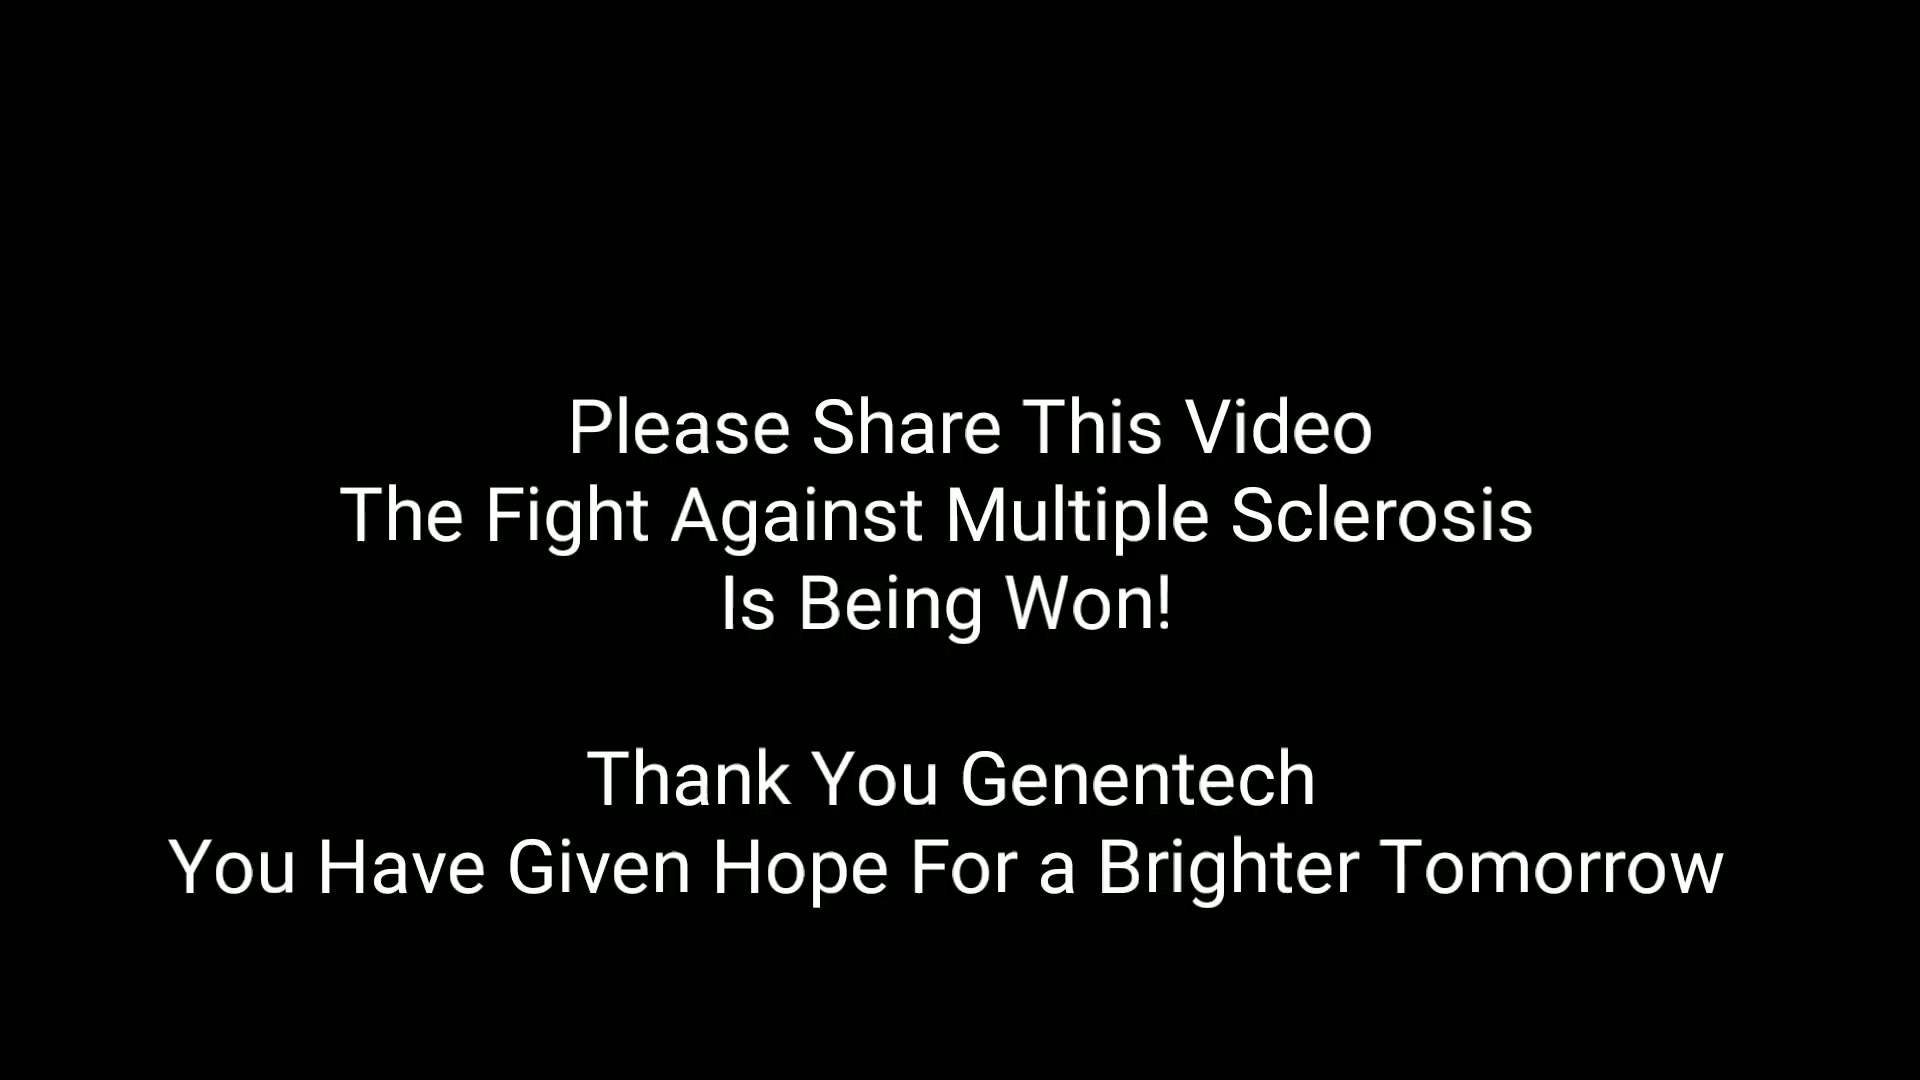 Please Share This Video
The Fight Against Multiple Sclerosis
Is Being Won!
Thank You Genentech
You Have Given Hope For a Brighter Tomorrow